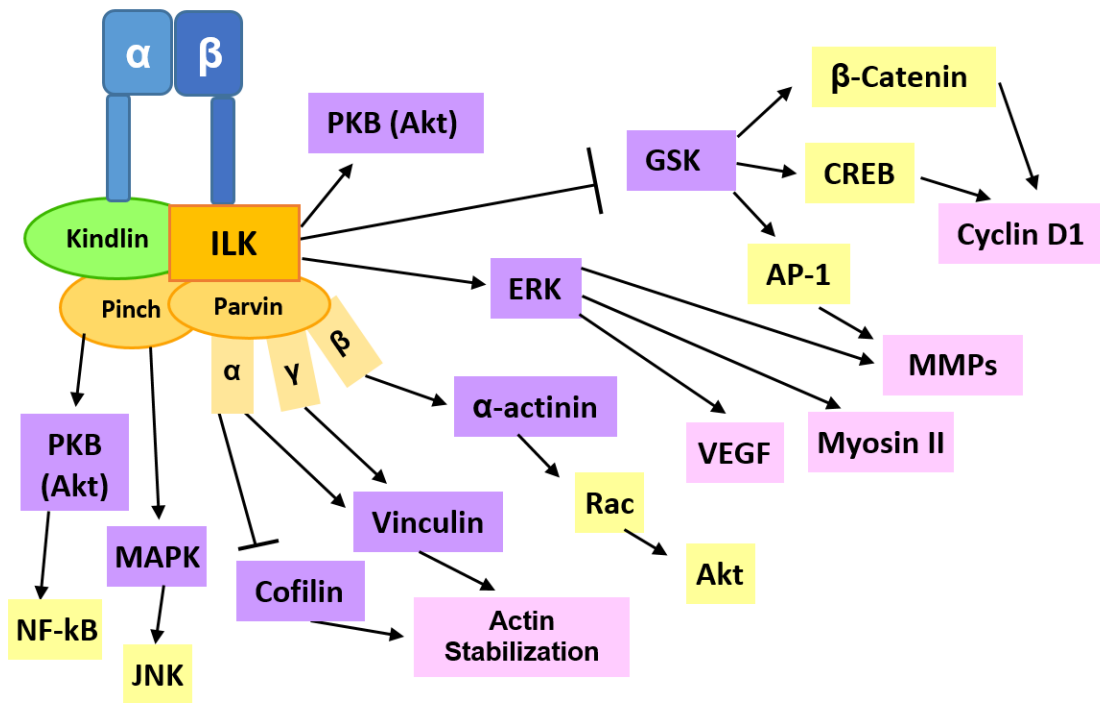 α β
PKB (Akt)
β-Catenin
GSK
CREB
Cyclin D1
Kindlin
ILK
AP-1
ERK
Pinch
Parvin
MMPs
α
γ
β
α-actinin
VEGF
Myosin II
PKB
(Akt)
Rac
Vinculin
MAPK
Akt
Cofilin
NF-kB
Actin
Stabilization
JNK